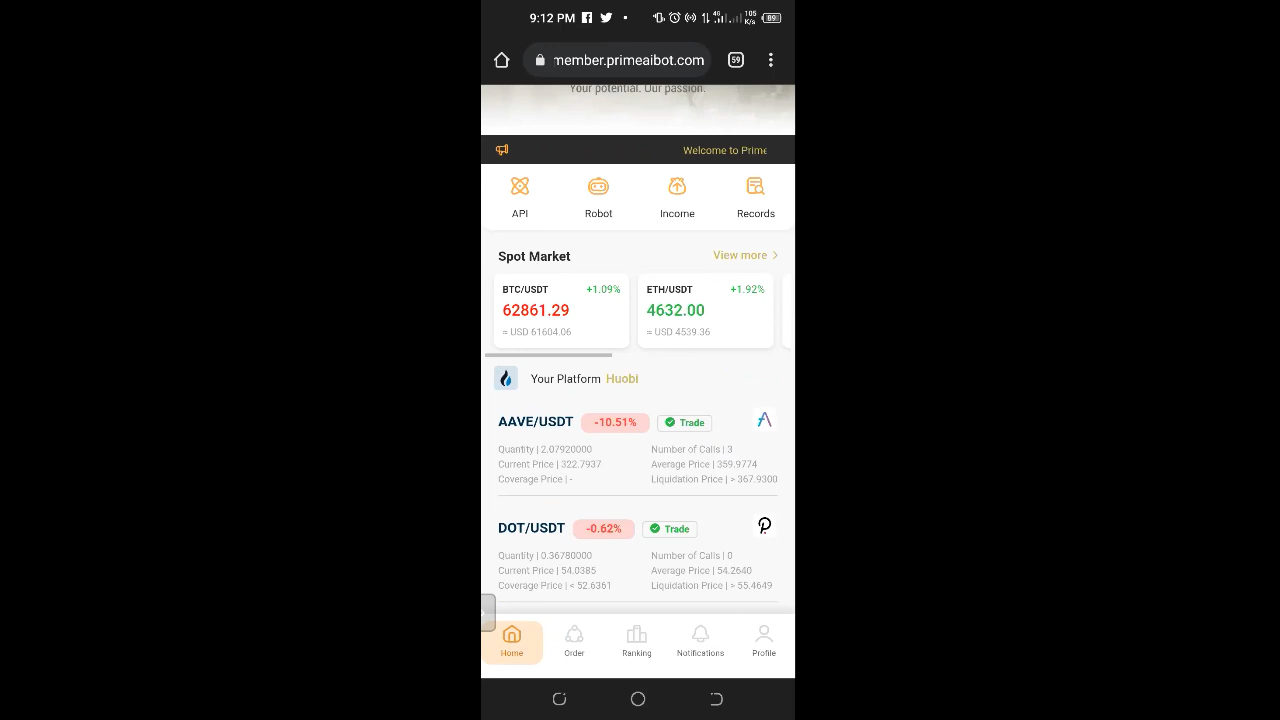 9:12 PM
4G
105
K/s
89
member.primeaibot.com
59
Your potential. Our passion.
Welcome to Prime
API
Robot
Income
Records
Spot Market
View more
BTC/USDT +1.09%
62861.29
≈ USD 61604.06
ETH/USDT +1.92%
4632.00
≈ USD 4539.36
Your Platform Huobi
AAVE/USDT -10.51% Trade
Quantity | 2.07920000 Number of Calls | 3
Current Price | 322.7937 Average Price | 359.9774
Coverage Price | - Liquidation Price | > 367.9300
DOT/USDT -0.62% Trade
Quantity | 0.36780000 Number of Calls | 0
Current Price | 54.0385 Average Price | 54.2640
Coverage Price | < 52.6361 Liquidation Price | > 55.4649
Home
Order
Ranking
Notifications
Profile